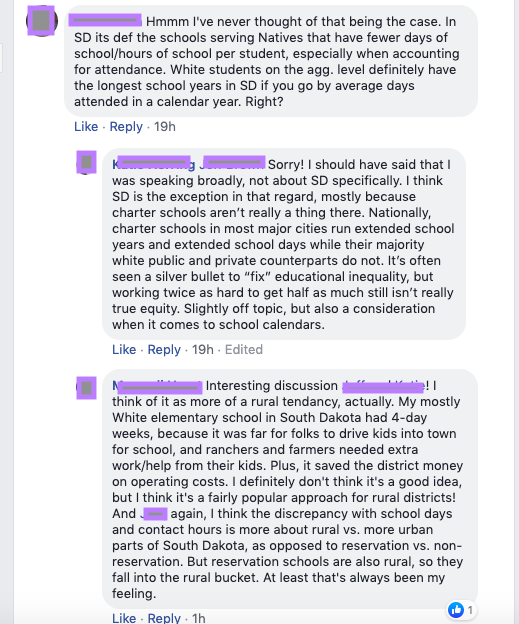 Hmmm I've never thought of that being the case. In
SD its def the schools serving Natives that have fewer days of
school/hours of school per student, especially when accounting
for attendance. White students on the agg. level definitely have
the longest school years in SD if you go by average days
attended in a calendar year. Right?
Like · Reply · 19h
Sorry! I should have said that I
was speaking broadly, not about SD specifically. I think
SD is the exception in that regard, mostly because
charter schools aren't really a thing there. Nationally,
charter schools in most major cities run extended school
years and extended school days while their majority
white public and private counterparts do not. It's often
seen a silver bullet to “fix” educational inequality, but
working twice as hard to get half as much still isn't really
true equity. Slightly off topic, but also a consideration
when it comes to school calendars.
Like · Reply · 19h · Edited
Interesting discussion ! I
think of it as more of a rural tendancy, actually. My mostly
White elementary school in South Dakota had 4-day
weeks, because it was far for folks to drive kids into town
for school, and ranchers and farmers needed extra
work/help from their kids. Plus, it saved the district money
on operating costs. I definitely don't think it's a good idea,
but I think it's a fairly popular approach for rural districts!
And again, I think the discrepancy with school days
and contact hours is more about rural vs. more urban
parts of South Dakota, as opposed to reservation vs. non-
reservation. But reservation schools are also rural, so they
fall into the rural bucket. At least that's always been my
feeling.
1
Like · Reply · 1h